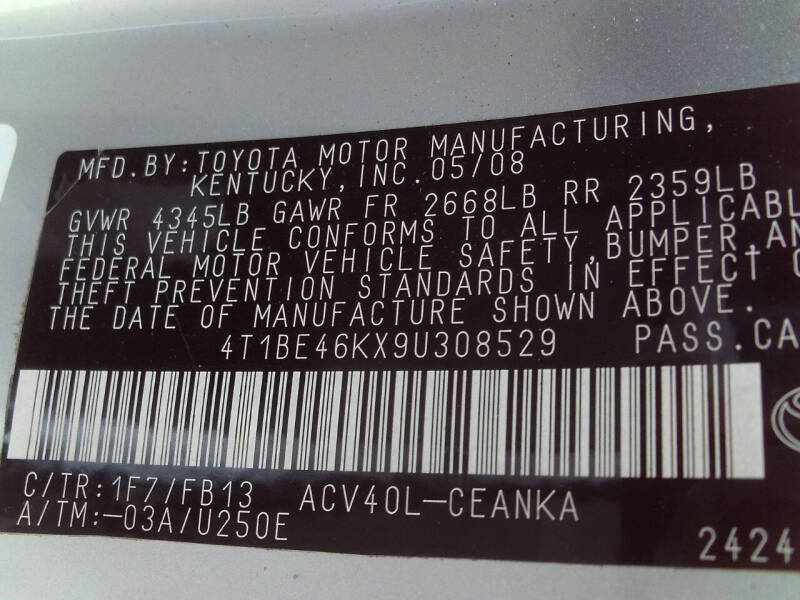 MFD.BY:TOYOTA MOTOR MANUFACTURING,
KENTUCKY,INC.05/08
GVWR 4345LB GAWR FR 2668LB RR 2359LB
THIS VEHICLE CONFORMS TO ALL APPLICABL
FEDERAL MOTOR VEHICLE SAFETY,BUMPER,AN
THEFT PREVENTION STANDARDS IN EFFECT O
THE DATE OF MANUFACTURE SHOWN ABOVE.
4T1BE46KX9U308529 PASS.CA
C/TR:1F7/FB13 ACV40L-CEANKA
A/TM:-03A/U250E
2424